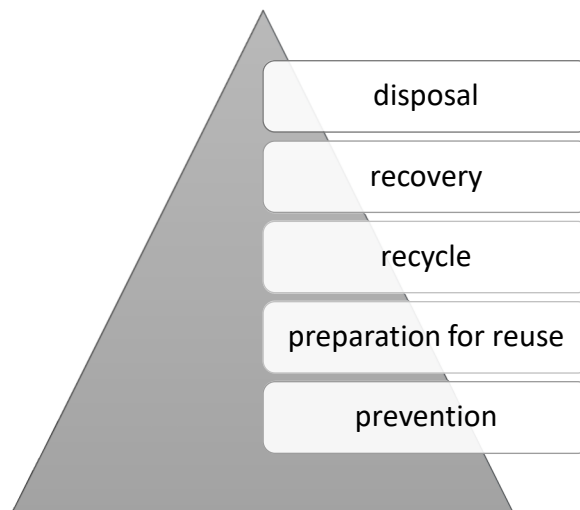 disposal
recovery
recycle
preparation for reuse
prevention